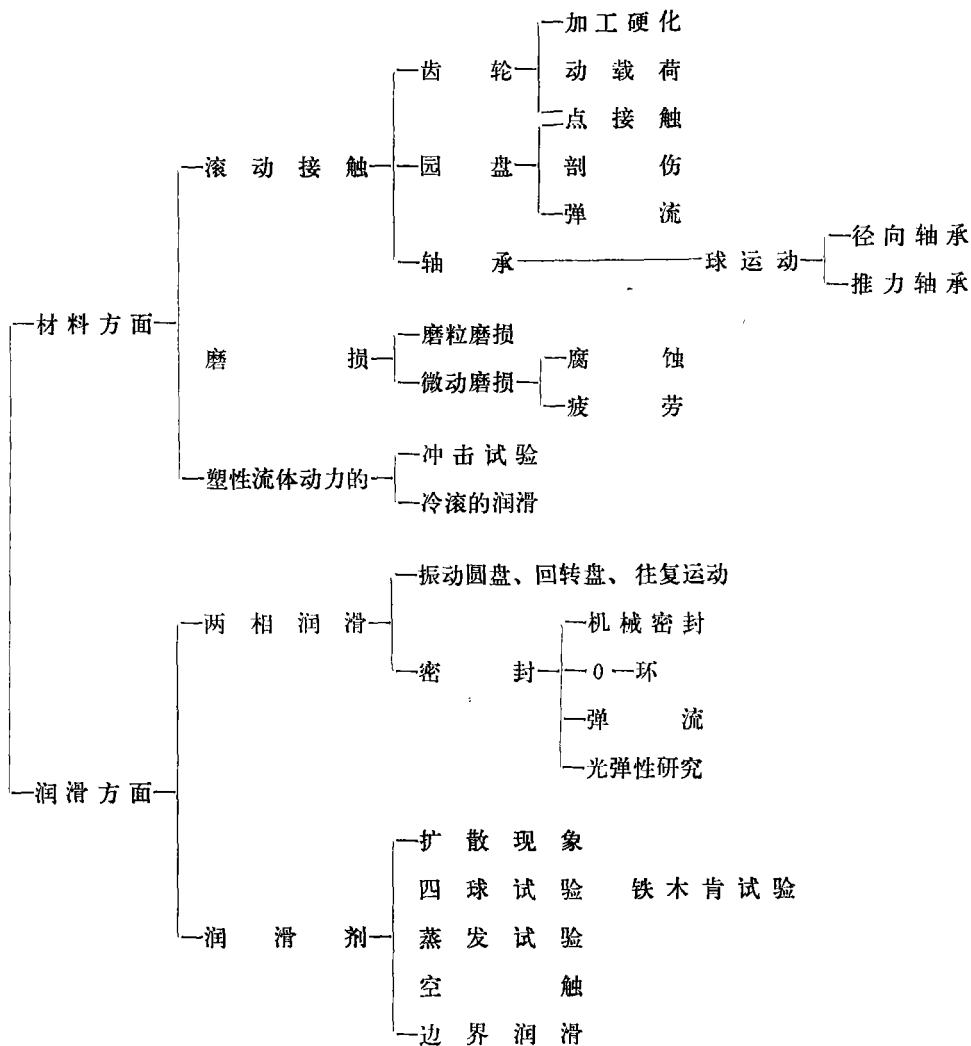 加工硬化
齿轮 动载荷
点接触
滚动接触 园盘 剖伤
弹流
径向轴承
轴承 球运动
推力轴承
材料方面
磨粒磨损
磨损 腐蚀
微动磨损
疲劳
冲击试验
塑性流体动力的
冷滚的润滑
振动圆盘、回转盘、往复运动
两相润滑 机械密封
密封 0一环
弹流
光弹性研究
润滑方面
扩散现象
四球试验 铁木肯试验
润滑剂 蒸发试验
空触
边界润滑